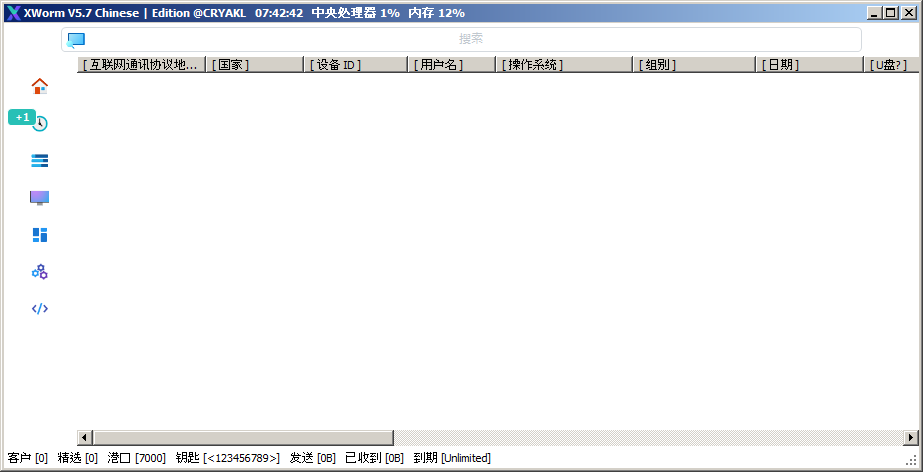 XWorm V5.7 Chinese | Edition @CRYAKL 07:42:42 中央处理器 1% 内存 12%
搜索
[ 互联网通讯协议地... [ 国家 ] [ 设备 ID ] [ 用户名 ] [ 操作系统 ] [ 组别 ] [ 日期 ] [ U盘? ]
+1
客户 [0] 精选 [0] 港口 [7000] 钥匙 [<123456789>] 发送 [0B] 已收到 [0B] 到期 [Unlimited]